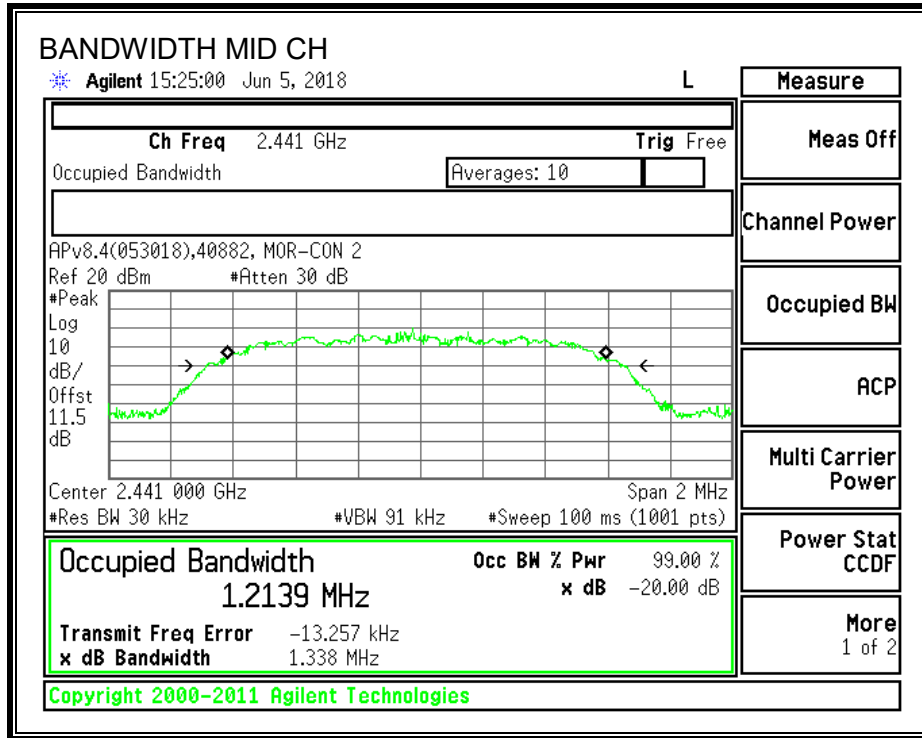 BANDWIDTH MID CH
Agilent 15:25:00 Jun 5, 2018 L
Ch Freq 2.441 GHz Trig Free
Occupied Bandwidth Averages: 10
APv8.4(053018),40882, MOR-CON 2
Ref 20 dBm #Atten 30 dB
#Peak
Log
10
dB/
Offst
11.5
dB
Center 2.441 000 GHz Span 2 MHz
#Res BW 30 kHz #VBW 91 kHz #Sweep 100 ms (1001 pts)
Occupied Bandwidth Occ BW % Pwr 99.00 %
1.2139 MHz x dB -20.00 dB
Transmit Freq Error -13.257 kHz
x dB Bandwidth 1.338 MHz
Copyright 2000-2011 Agilent Technologies
Measure
Meas Off
Channel Power
Occupied BW
ACP
Multi Carrier
Power
Power Stat
CCDF
More
1 of 2